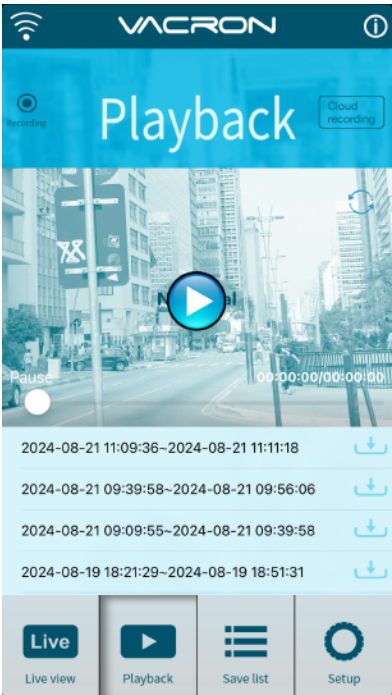 VACRON
Recording
Playback
Cloud
recording
Pause
00:00:00/00:00:00
2024-08-21 11:09:36~2024-08-21 11:11:18
2024-08-21 09:39:58~2024-08-21 09:56:06
2024-08-21 09:09:55~2024-08-21 09:39:58
2024-08-19 18:21:29~2024-08-19 18:51:31
Live
Live view
Playback
Save list
Setup